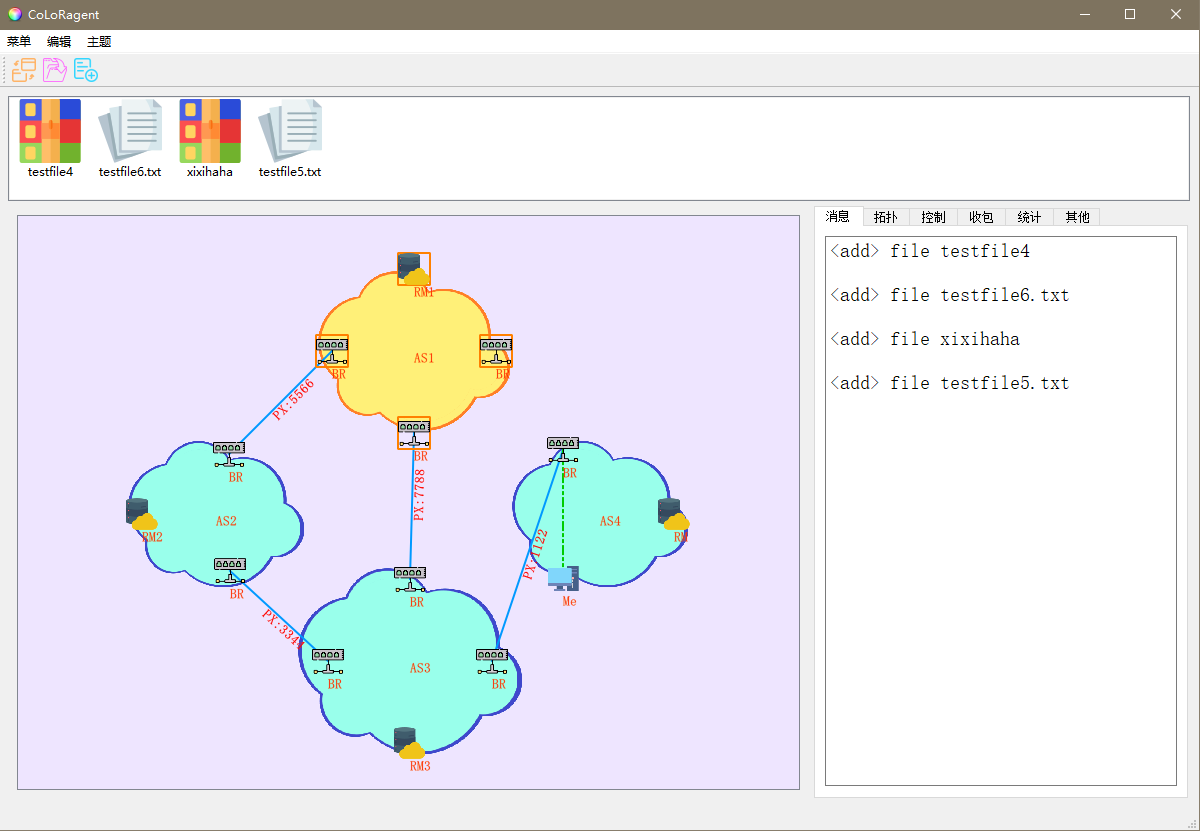 CoLoRagent
菜单 编辑 主题
testfile4 testfile6.txt xixihaha testfile5.txt
消息 拓扑 控制 收包 统计 其他
<add> file testfile4
<add> file testfile6.txt
<add> file xixihaha
<add> file testfile5.txt
RM1
AS1
BR
BR
PX:5566
BR
BR
PX:7788
BR
BR
AS2
AS4
RM2
RM
PX:1122
BR
BR
Me
PX:334
AS3
BR
BR
RM3